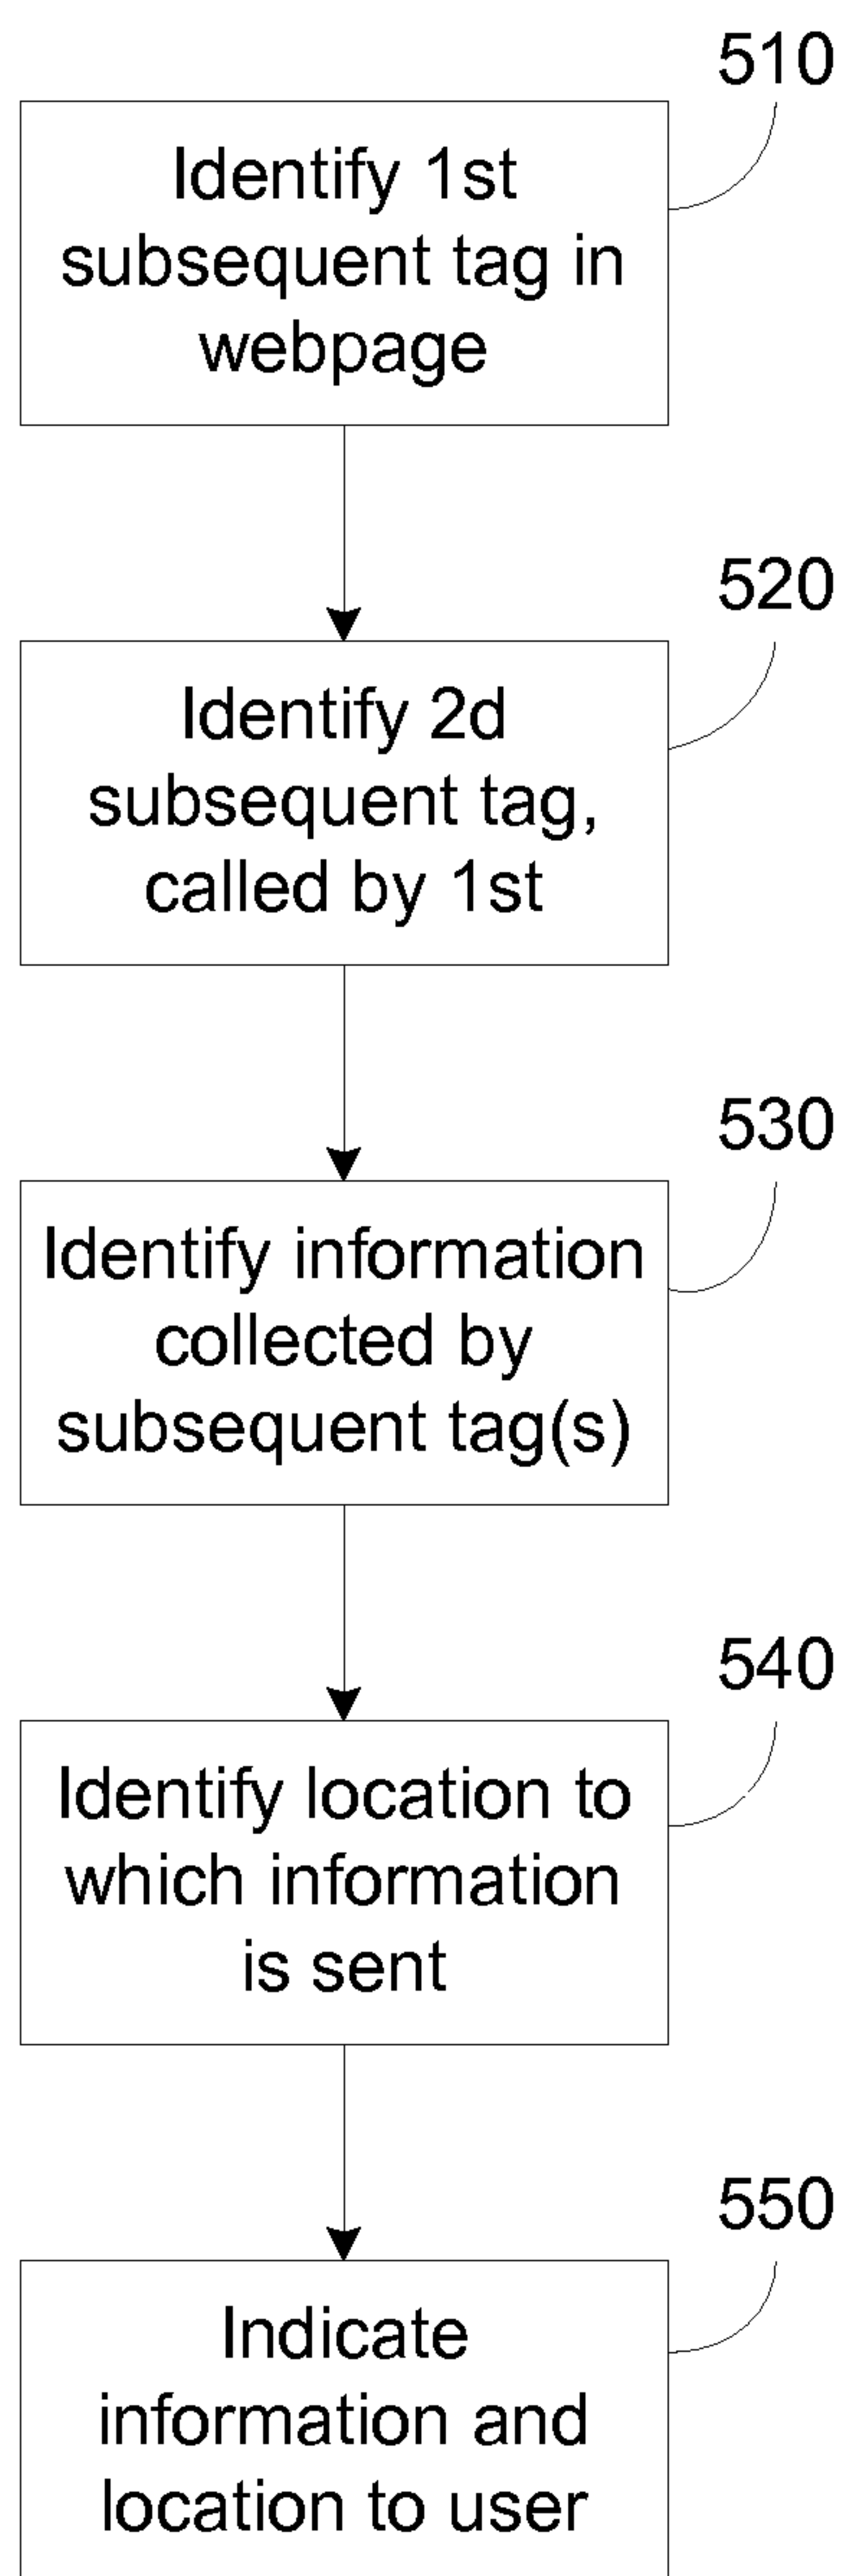 510
Identify 1st
subsequent tag in
webpage
520
Identify 2d
subsequent tag,
called by 1st
530
Identify information
collected by
subsequent tag(s)
540
Identify location to
which information
is sent
550
Indicate
information and
location to user